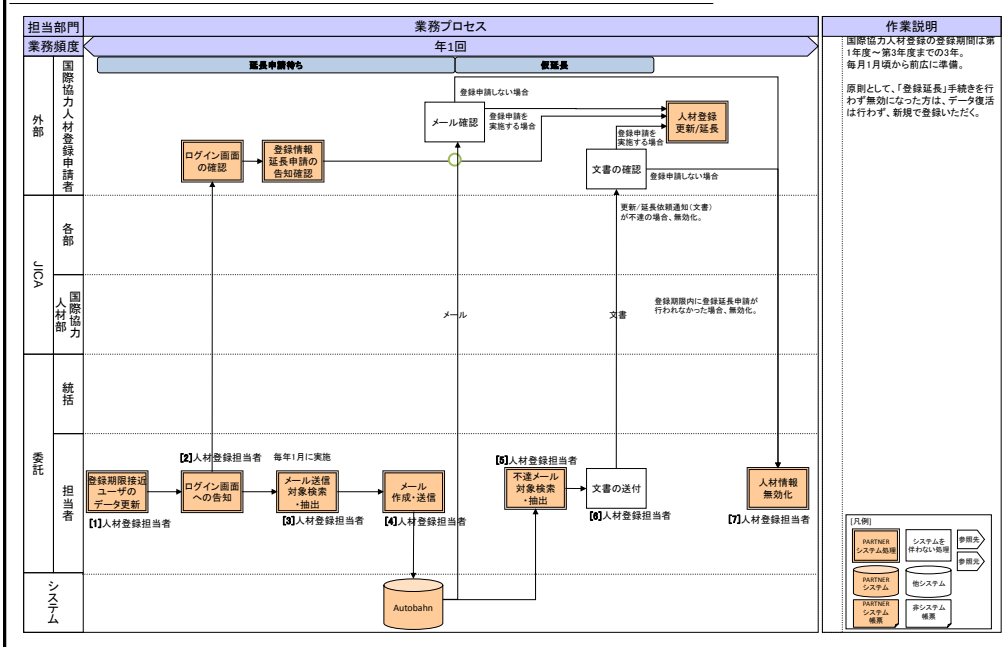 担当部門
業務プロセス
作業説明
業務頻度
年1回
延長申請待ち
仮延長
国際協力人材登録の登録期間は第
1年度～第3年度までの3年。
毎月1月頃から前広に準備。
原則として、「登録延長」手続きを行
わず無効になった方は、データ復活
は行わず、新規で登録いただく。
外部
国際協力人材登録申請者
登録申請しない場合
メール確認
登録申請を
実施する場合
人材登録
更新/延長
登録申請を
実施する場合
ログイン画面
の確認
登録情報
延長申請の
告知確認
文書の確認
登録申請しない場合
更新/延長依頼通知(文書)
が不達の場合、無効化。
JICA
各部
国際協力
人材部
メール
文書
登録期限内に登録延長申請が
行われなかった場合、無効化。
委託
統括
担当者
[2]人材登録担当者
毎年1月に実施
[5]人材登録担当者
登録期限接近
ユーザの
データ更新
ログイン画面
への告知
メール送信
対象検索
・抽出
メール
作成・送信
不達メール
対象検索
・抽出
文書の送付
人材情報
無効化
[1]人材登録担当者
[3]人材登録担当者
[4]人材登録担当者
[6]人材登録担当者
[7]人材登録担当者
システム
Autobahn
[凡例]
PARTNER
システム処理
システムを
伴わない処理
参照先
参照元
PARTNER
システム
他システム
PARTNER
システム
帳票
非システム
帳票